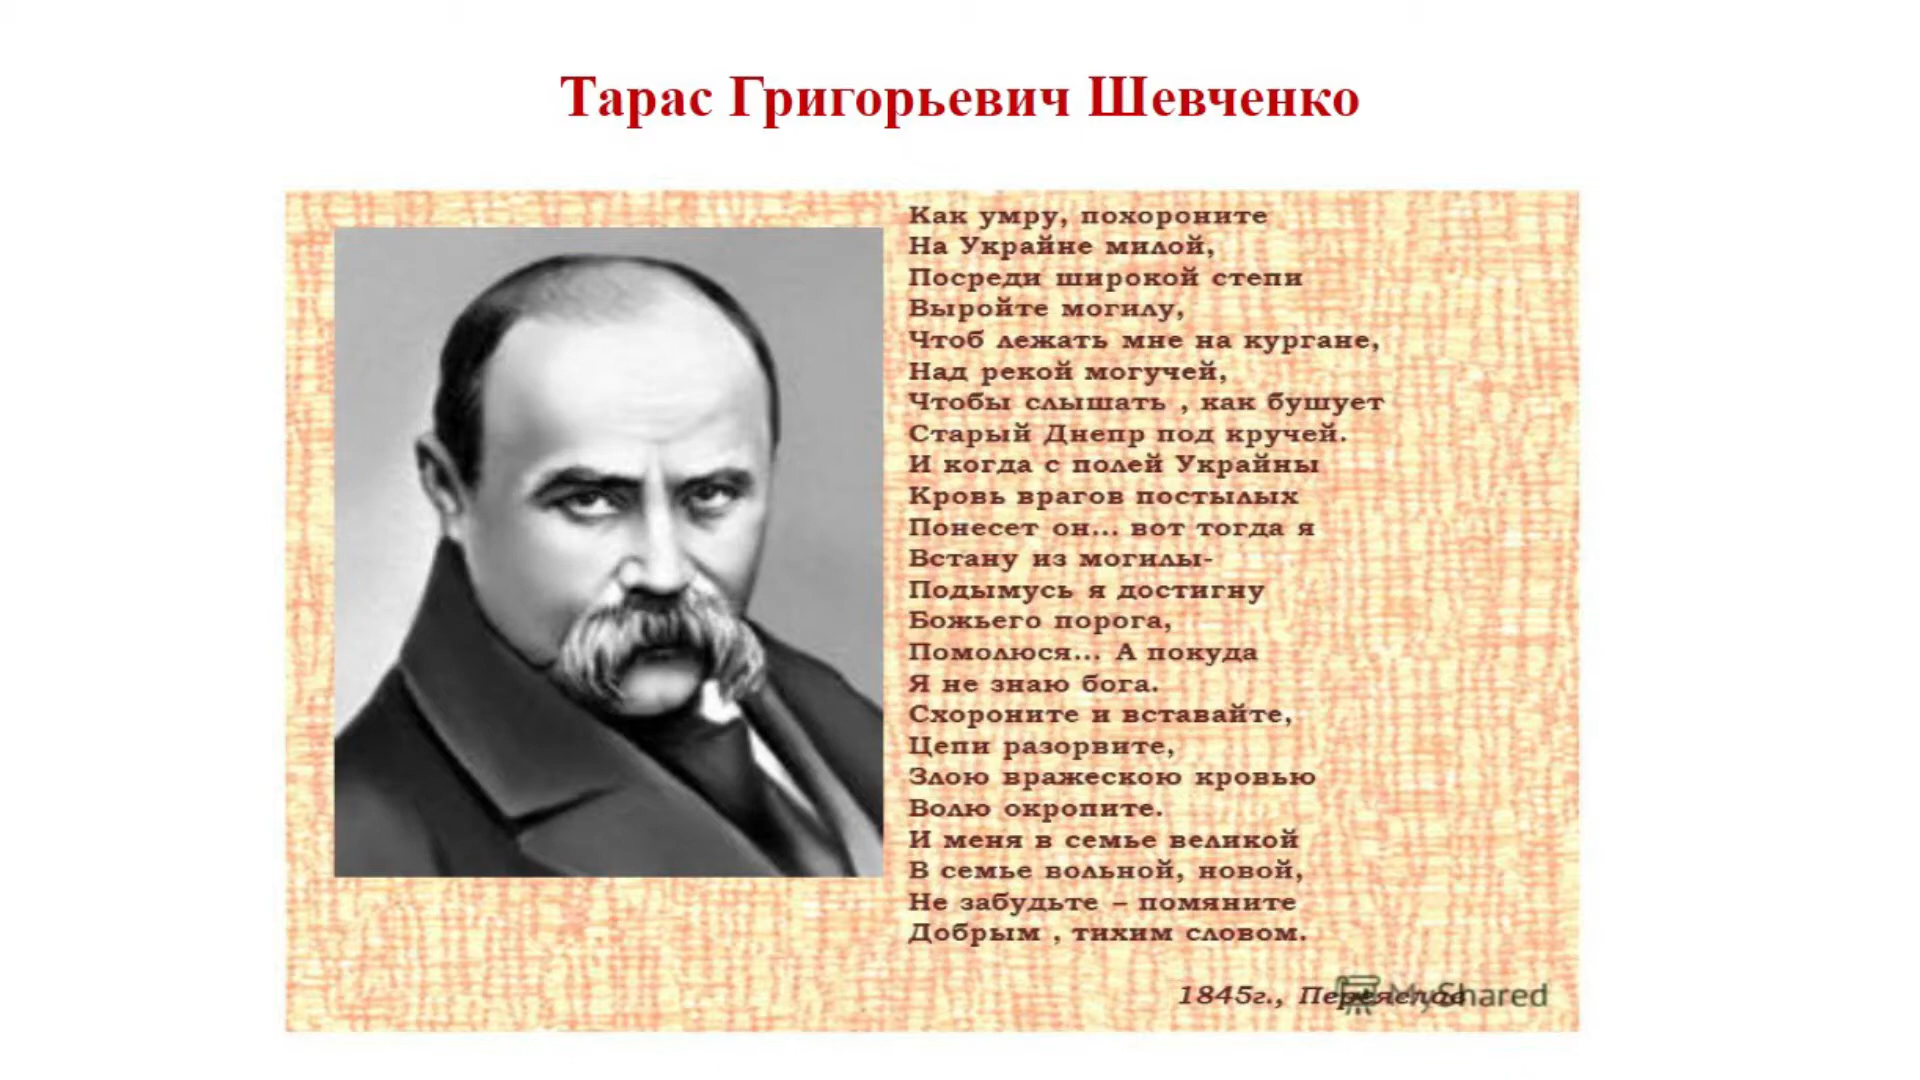 Тарас Григорьевич Шевченко
Как умру, похороните
На Украйне милой,
Посреди широкой степи
Выройте могилу,
Чтоб лежать мне на кургане,
Над рекой могучей,
Чтобы слышать , как бушует
Старый Днепр под кручей.
И когда с полей Украйны
Кровь врагов постылых
Понесет он... вот тогда я
Встану из могилы-
Подымусь я достигну
Божьего порога,
Помолюся... А покуда
Я не знаю бога.
Схороните и вставайте,
Цепи разорвите,
Злою вражескою кровью
Волю окропите.
И меня в семье великой
В семье вольной, новой,
Не забудьте – помяните
Добрым , тихим словом.
1845г., Переяслав
MyShared